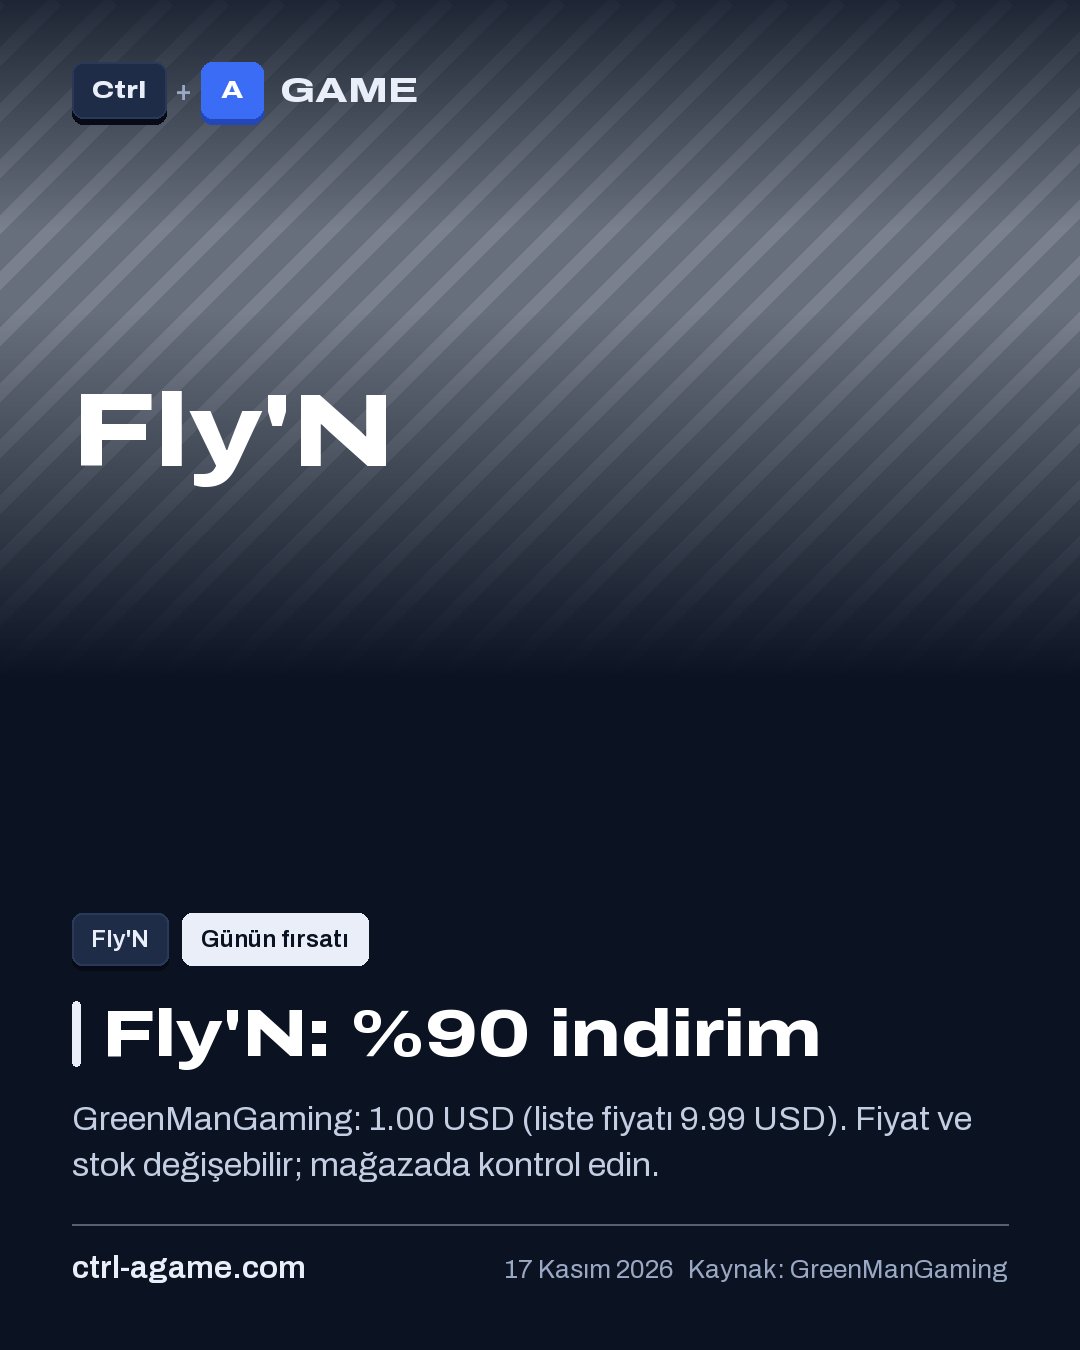 Ctrl + A GAME
Fly'N
Fly'N Günün fırsatı
Fly'N: %90 indirim
GreenManGaming: 1.00 USD (liste fiyatı 9.99 USD). Fiyat ve
stok değişebilir; mağazada kontrol edin.
ctrl-agame.com 17 Kasım 2026 Kaynak: GreenManGaming